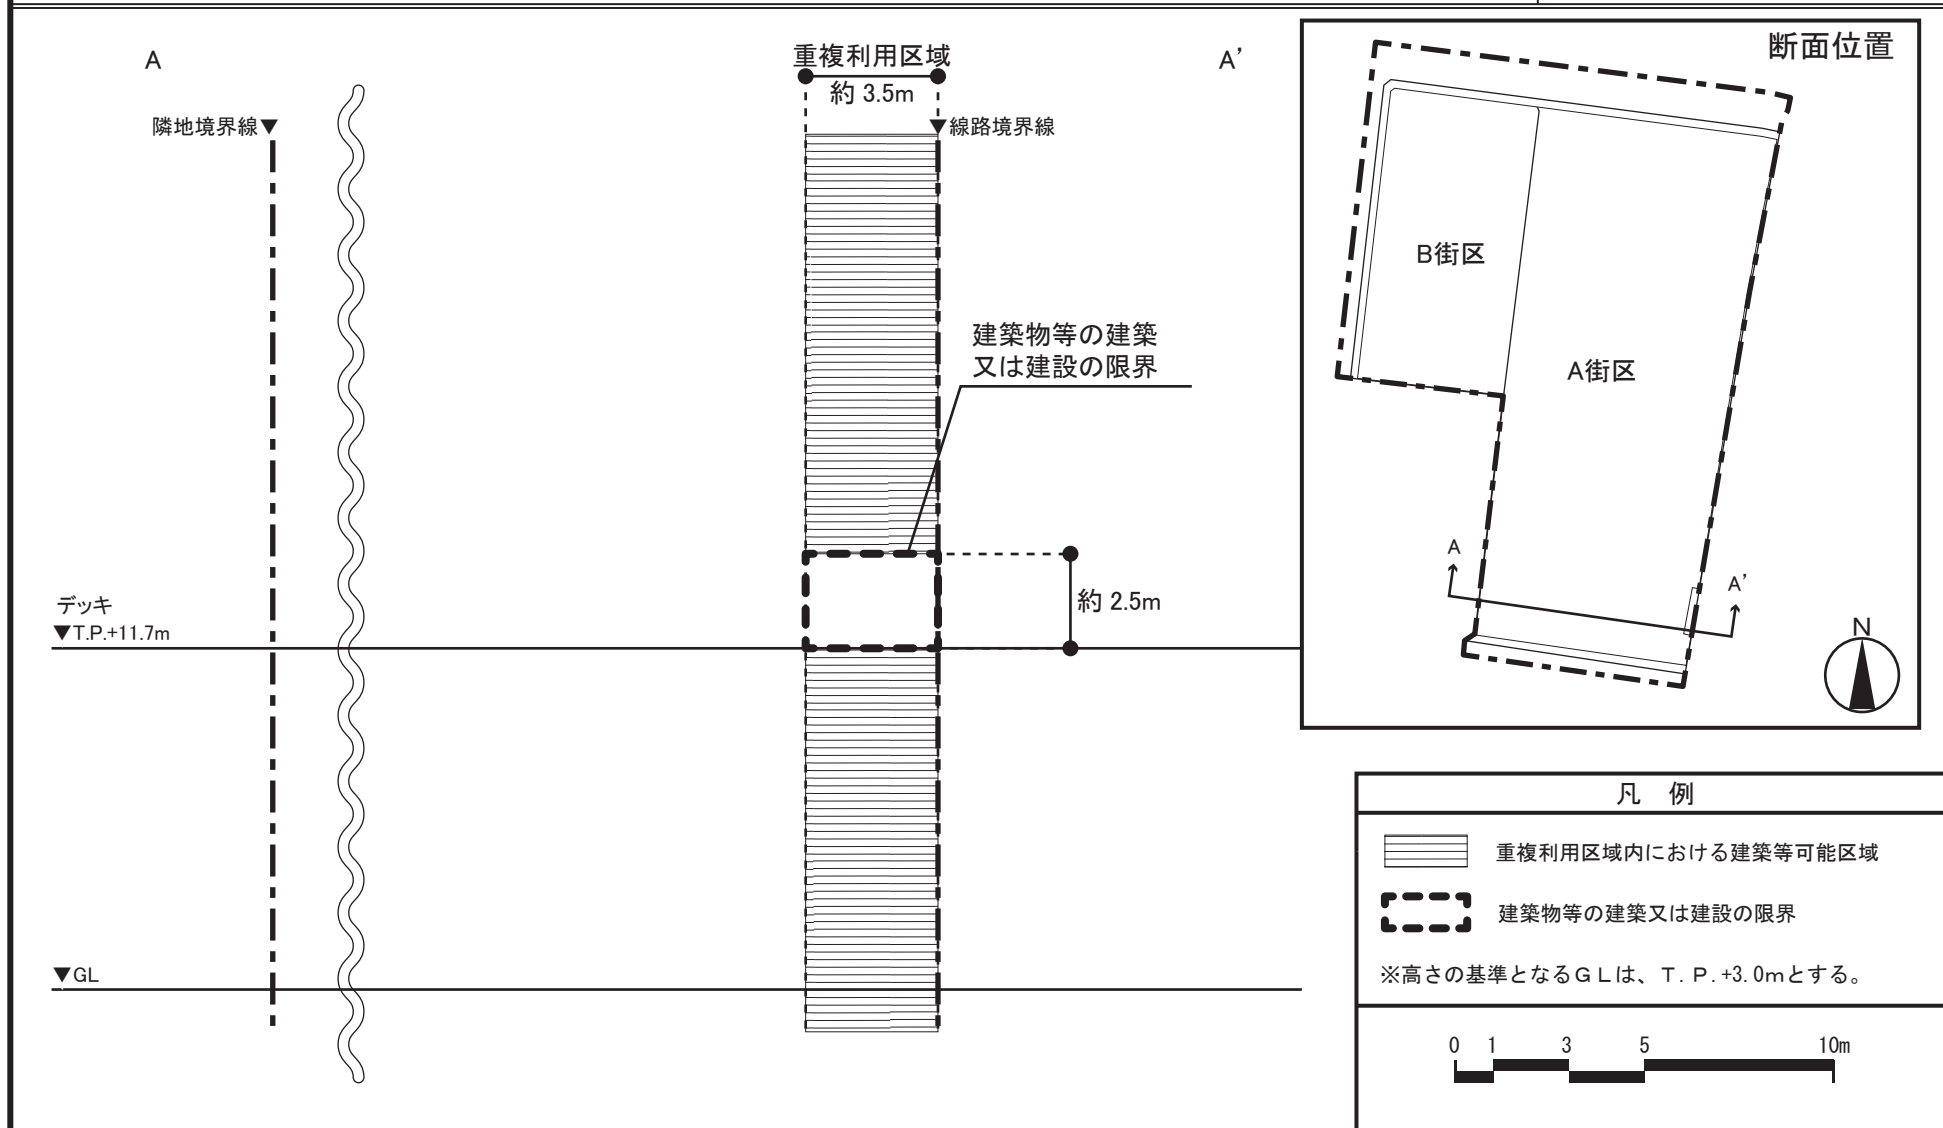 A
重複利用区域
約 3.5m
A’
隣地境界線▼
▼線路境界線
建築物等の建築
又は建設の限界
約 2.5m
デッキ
▼T.P.+11.7m
▼GL
断面位置
B街区
A街区
A
A’
N
凡 例
重複利用区域内における建築等可能区域
建築物等の建築又は建設の限界
※高さの基準となるＧＬは、Ｔ．Ｐ．+3.0mとする。
0 1 3 5 10m